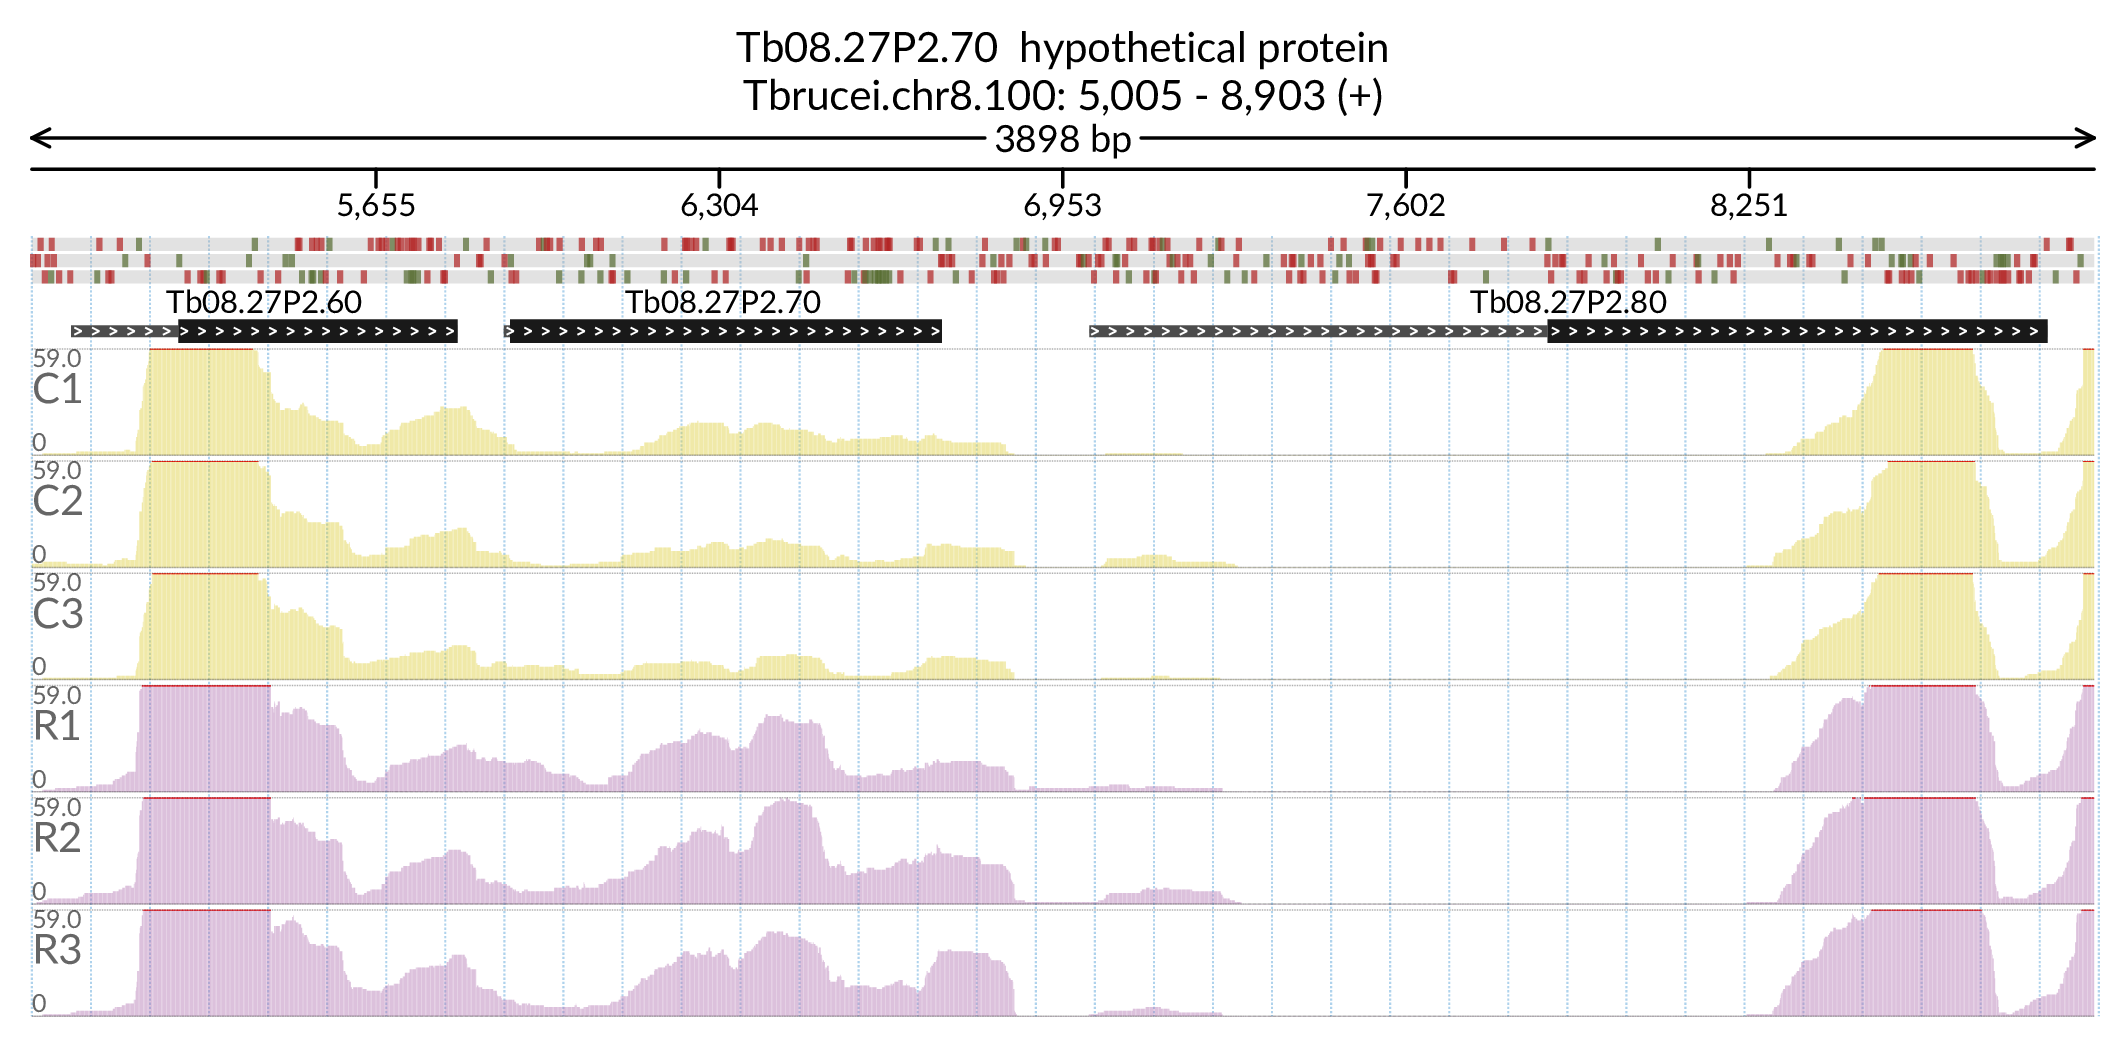 Tb08.27P2.70 hypothetical protein
Tbrucei.chr8.100: 5,005 - 8,903 (+)
3898 bp
5,655 6,304 6,953 7,602 8,251
Tb08.27P2.60 Tb08.27P2.70 Tb08.27P2.80
59.0
C1
0
59.0
C2
0
59.0
C3
0
59.0
R1
0
59.0
R2
0
59.0
R3
0